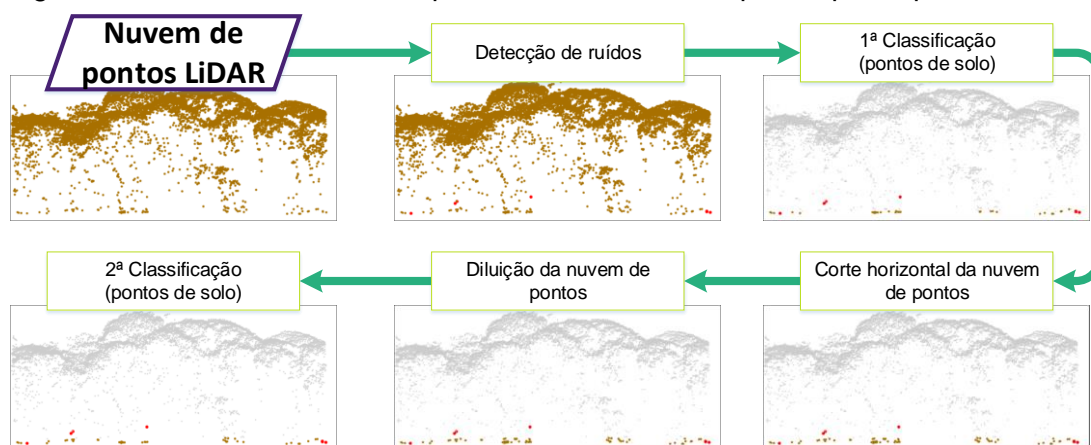 Nuvem de
pontos LiDAR
Detecção de ruídos
1ª Classificação
(pontos de solo)
2ª Classificação
(pontos de solo)
Diluição da nuvem de
pontos
Corte horizontal da nuvem
de pontos